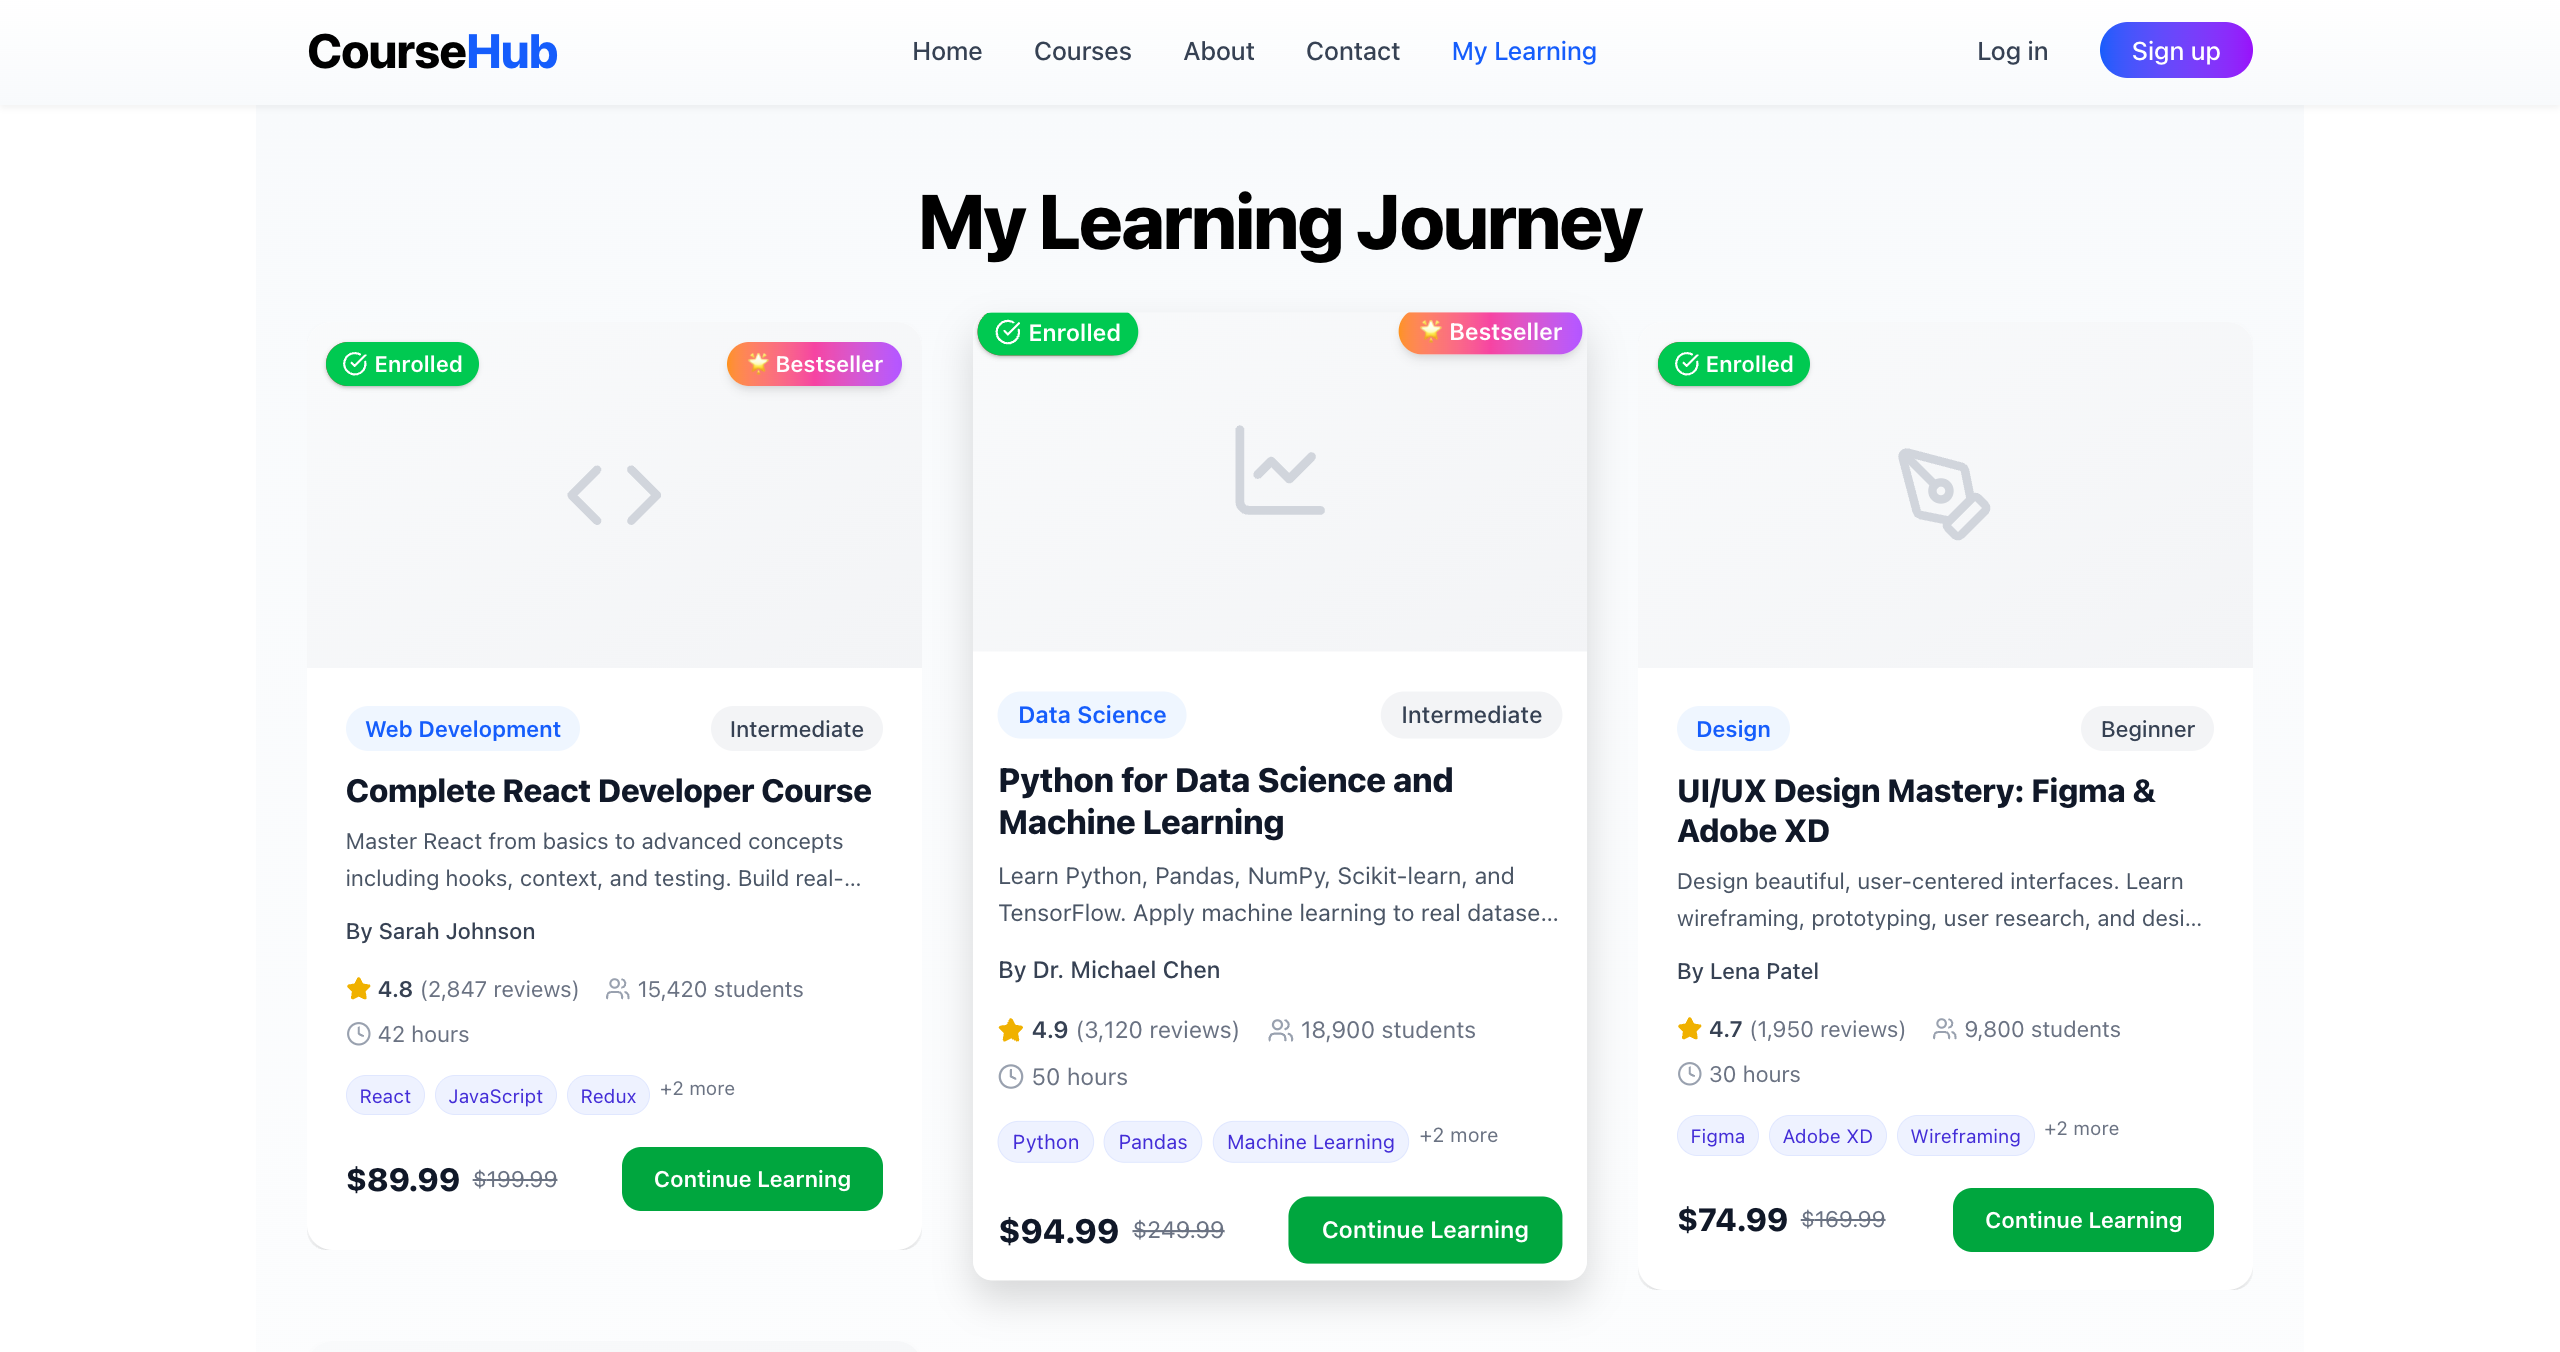 CourseHub
Home
Courses
About
Contact
My Learning
Log in
Sign up
My Learning Journey
Enrolled
🌟 Bestseller
Web Development
Intermediate
Complete React Developer Course
Master React from basics to advanced concepts
including hooks, context, and testing. Build real-...
By Sarah Johnson
4.8 (2,847 reviews)
15,420 students
42 hours
React
JavaScript
Redux
+2 more
$89.99 $199.99
Continue Learning
Enrolled
🌟 Bestseller
Data Science
Intermediate
Python for Data Science and
Machine Learning
Learn Python, Pandas, NumPy, Scikit-learn, and
TensorFlow. Apply machine learning to real datase...
By Dr. Michael Chen
4.9 (3,120 reviews)
18,900 students
50 hours
Python
Pandas
Machine Learning
+2 more
$94.99 $249.99
Continue Learning
Enrolled
Design
Beginner
UI/UX Design Mastery: Figma &
Adobe XD
Design beautiful, user-centered interfaces. Learn
wireframing, prototyping, user research, and desi...
By Lena Patel
4.7 (1,950 reviews)
9,800 students
30 hours
Figma
Adobe XD
Wireframing
+2 more
$74.99 $169.99
Continue Learning